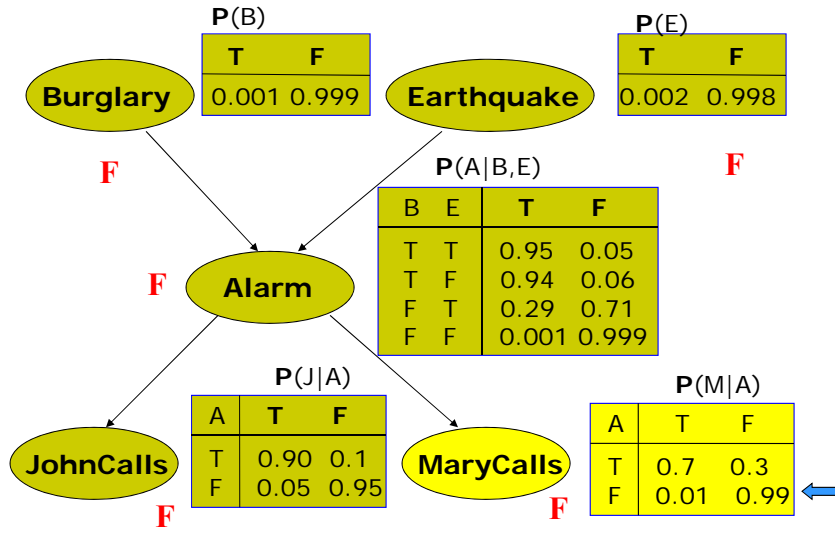 P(B)
T F
0.001 0.999
Burglary
P(E)
T F
0.002 0.998
Earthquake
F
F
P(A|B,E)
B E T F
T T 0.95 0.05
T F 0.94 0.06
F T 0.29 0.71
F F 0.001 0.999
F
Alarm
P(J|A)
A T F
T 0.90 0.1
F 0.05 0.95
JohnCalls
F
P(M|A)
A T F
T 0.7 0.3
F 0.01 0.99
MaryCalls
F